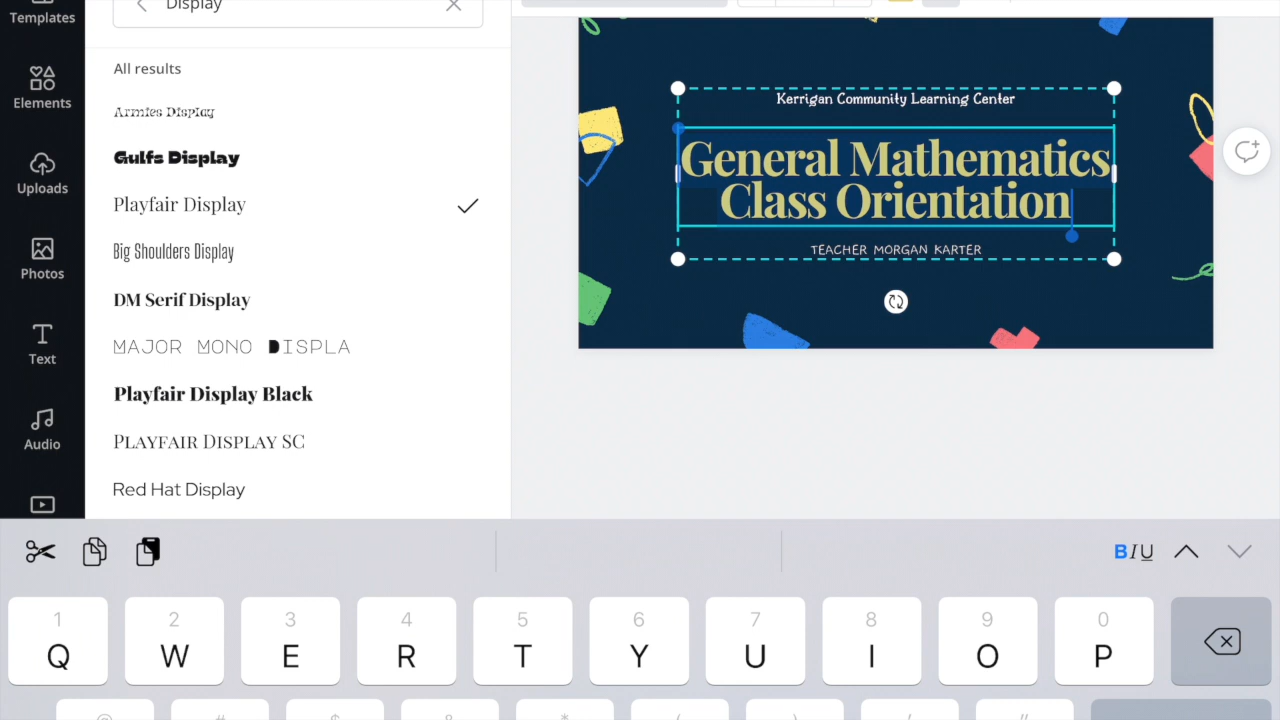 Templates
Elements
Uploads
Photos
Text
Audio
Display
All results
Armies Display
Gulfs Display
Playfair Display
Big Shoulders Display
DM Serif Display
MAJOR MONO DISPLA
Playfair Display Black
PLAYFAIR DISPLAY SC
Red Hat Display
Kerrigan Community Learning Center
General Mathematics
Class Orientation
TEACHER MORGAN KARTER
BIU
1 2 3 4 5 6 7 8 9 0
Q W E R T Y U I O P
@ # $ & * ( ) ' "